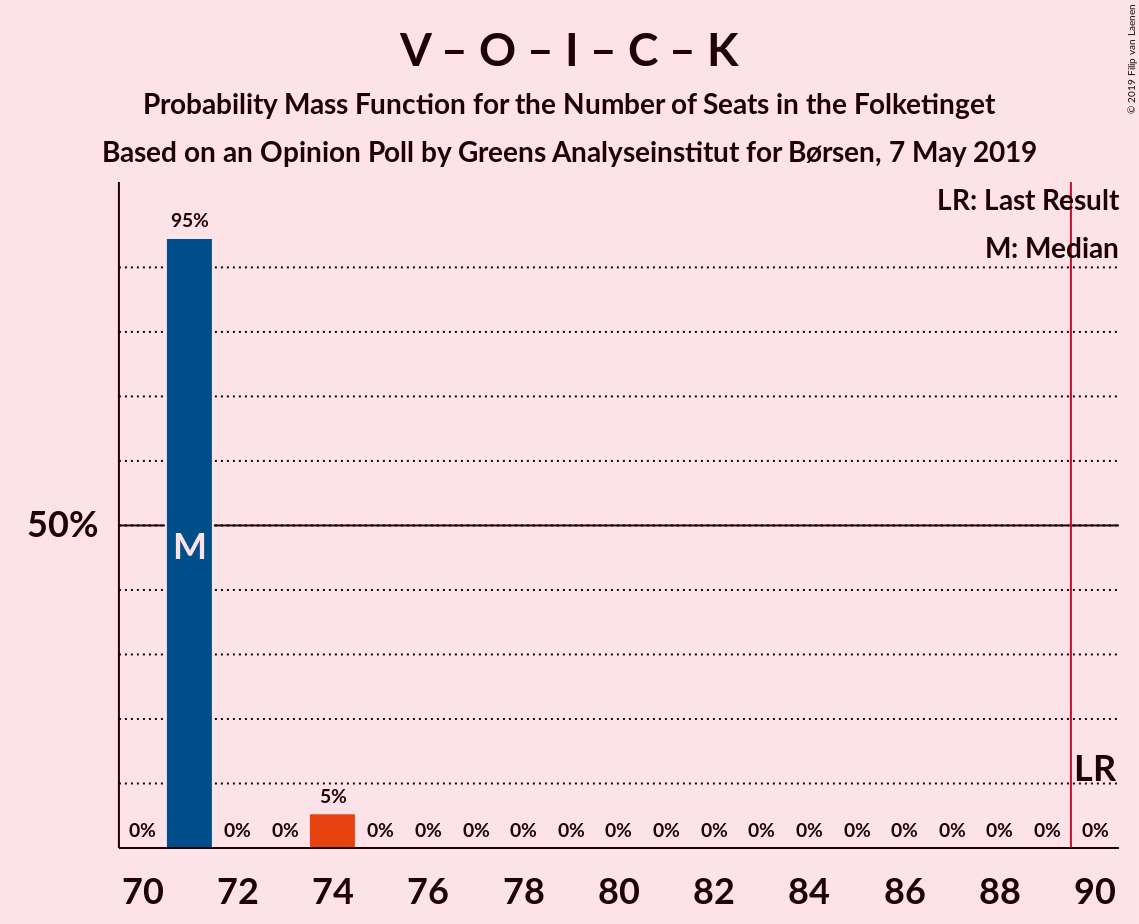 V – O – I – C – K
Probability Mass Function for the Number of Seats in the Folketinget
Based on an Opinion Poll by Greens Analyseinstitut for Børsen, 7 May 2019
© 2019 Filip van Laenen
LR: Last Result
M: Median
95%
50%
M
LR
5%
0% 0% 0% 0% 0% 0% 0% 0% 0% 0% 0% 0% 0% 0% 0% 0% 0% 0% 0%
70 72 74 76 78 80 82 84 86 88 90